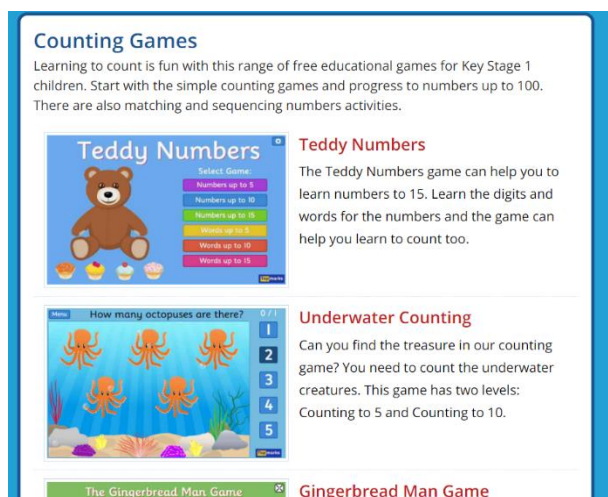 Counting Games
Learning to count is fun with this range of free educational games for Key Stage 1
children. Start with the simple counting games and progress to numbers up to 100.
There are also matching and sequencing numbers activities.
Teddy Numbers
Select Game:
Numbers up to 5
Numbers up to 10
Numbers up to 15
Words up to 5
Words up to 10
Words up to 15
Topmarks
Teddy Numbers
The Teddy Numbers game can help you to
learn numbers to 15. Learn the digits and
words for the numbers and the game can
help you learn to count too.
Menu
How many octopuses are there?
0/1
1
2
3
4
5
Topmarks
Underwater Counting
Can you find the treasure in our counting
game? You need to count the underwater
creatures. This game has two levels:
Counting to 5 and Counting to 10.
The Gingerbread Man Game
Gingerbread Man Game